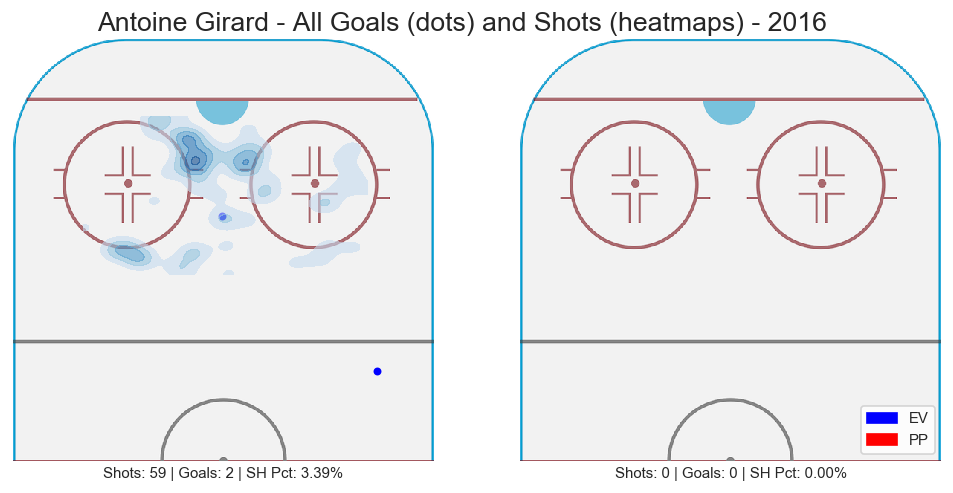 Antoine Girard - All Goals (dots) and Shots (heatmaps) - 2016
EV
PP
Shots: 59 | Goals: 2 | SH Pct: 3.39%
Shots: 0 | Goals: 0 | SH Pct: 0.00%